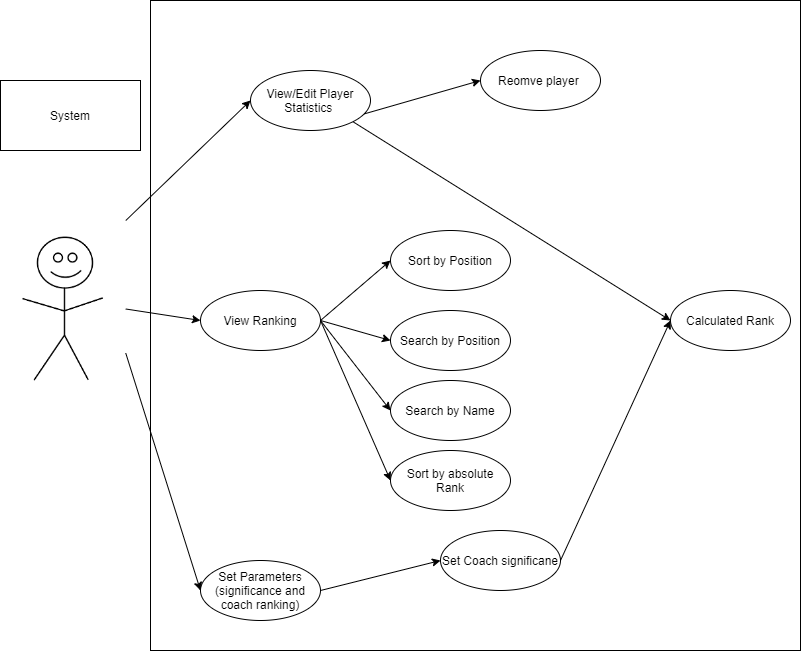 System
View/Edit Player
Statistics
Reomve player
Sort by Position
View Ranking
Search by Position
Calculated Rank
Search by Name
Sort by absolute
Rank
Set Coach significane
Set Parameters
(significance and
coach ranking)